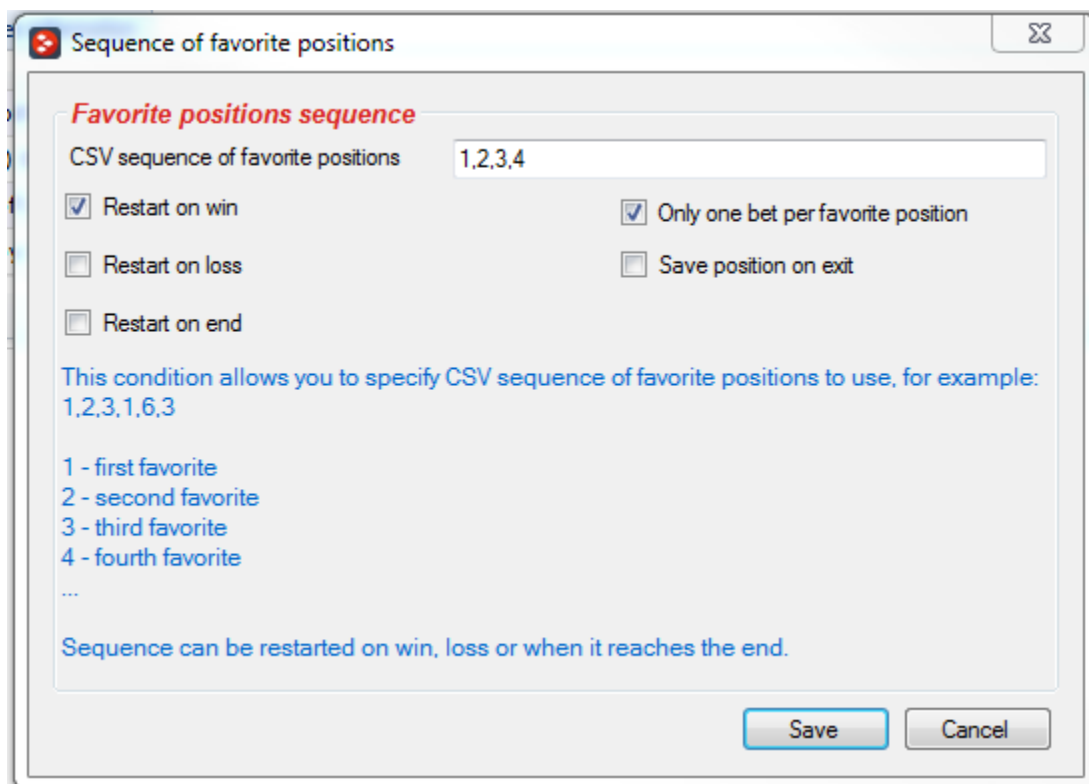 Sequence of favorite positions
Favorite positions sequence
CSV sequence of favorite positions 1,2,3,4
Restart on win
Only one bet per favorite position
Restart on loss
Save position on exit
Restart on end
This condition allows you to specify CSV sequence of favorite positions to use, for example:
1,2,3,1,6,3
1 - first favorite
2 - second favorite
3 - third favorite
4 - fourth favorite
...
Sequence can be restarted on win, loss or when it reaches the end.
Save Cancel